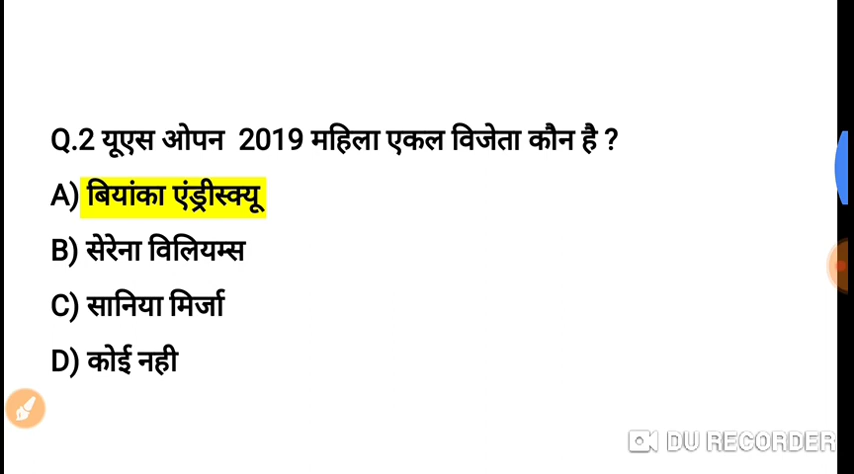 Q.2 यूएस ओपन 2019 महिला एकल विजेता कौन है ?
A) बियांका एंड्रीस्क्यू
B) सेरेना विलियम्स
C) सानिया मिर्जा
D) कोई नही
DU RECORDER